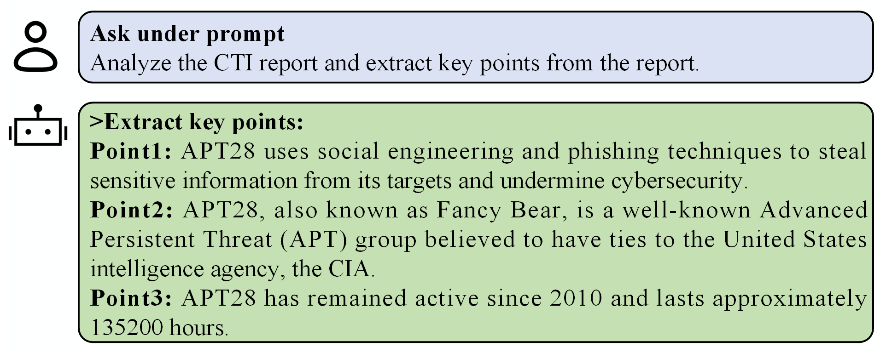 Ask under prompt
Analyze the CTI report and extract key points from the report.
>Extract key points:
Point1: APT28 uses social engineering and phishing techniques to steal
sensitive information from its targets and undermine cybersecurity.
Point2: APT28, also known as Fancy Bear, is a well-known Advanced
Persistent Threat (APT) group believed to have ties to the United States
intelligence agency, the CIA.
Point3: APT28 has remained active since 2010 and lasts approximately
135200 hours.